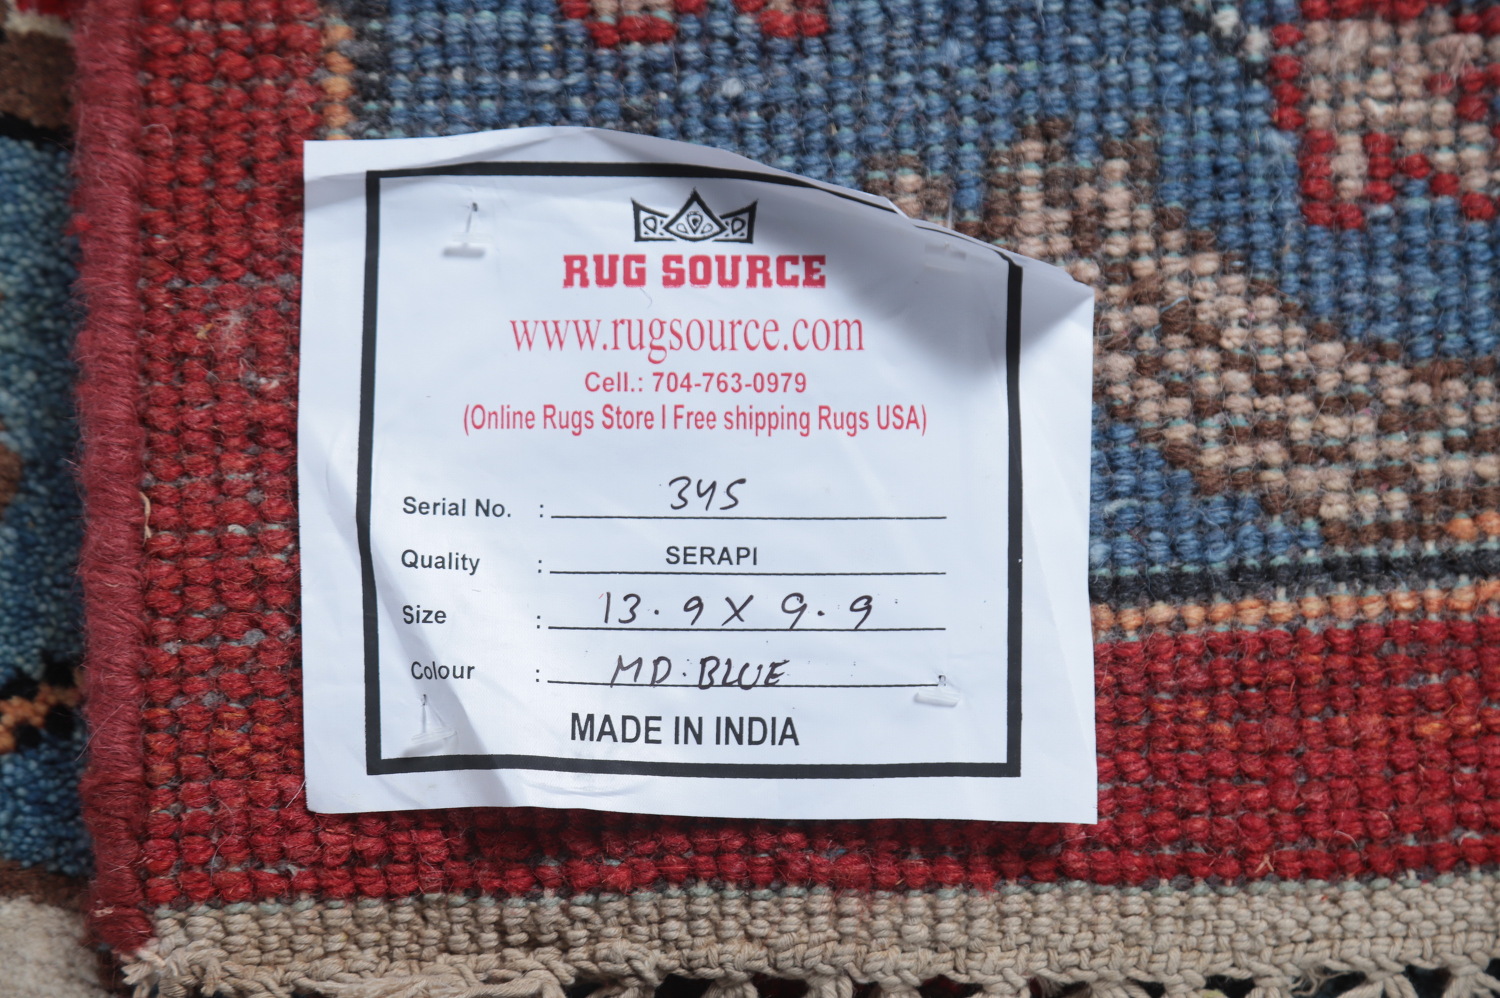 RUG SOURCE
www.rugsource.com
Cell.: 704-763-0979
(Online Rugs Store I Free shipping Rugs USA)
Serial No. : 345
Quality : SERAPI
Size : 13.9 X 9.9
Colour : MD.BLUE
MADE IN INDIA